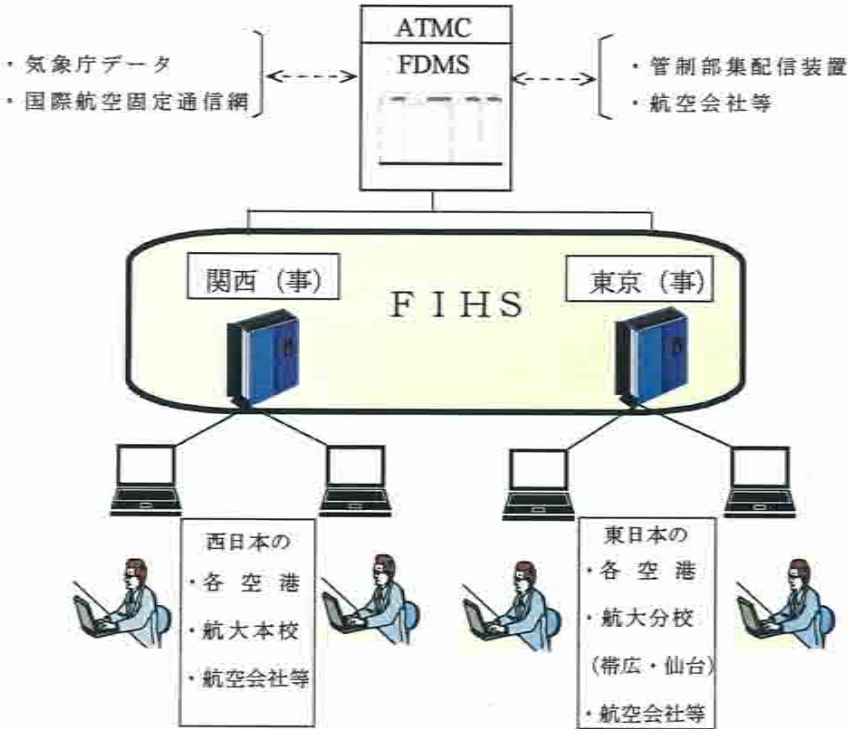 ATMC
FDMS
・気象庁データ
・国際航空固定通信網
・管制部集配信装置
・航空会社等
関西（事）
東京（事）
ＦＩＨＳ
西日本の
・各空港
・航大本校
・航空会社等
東日本の
・各空港
・航大分校
（帯広・仙台）
・航空会社等